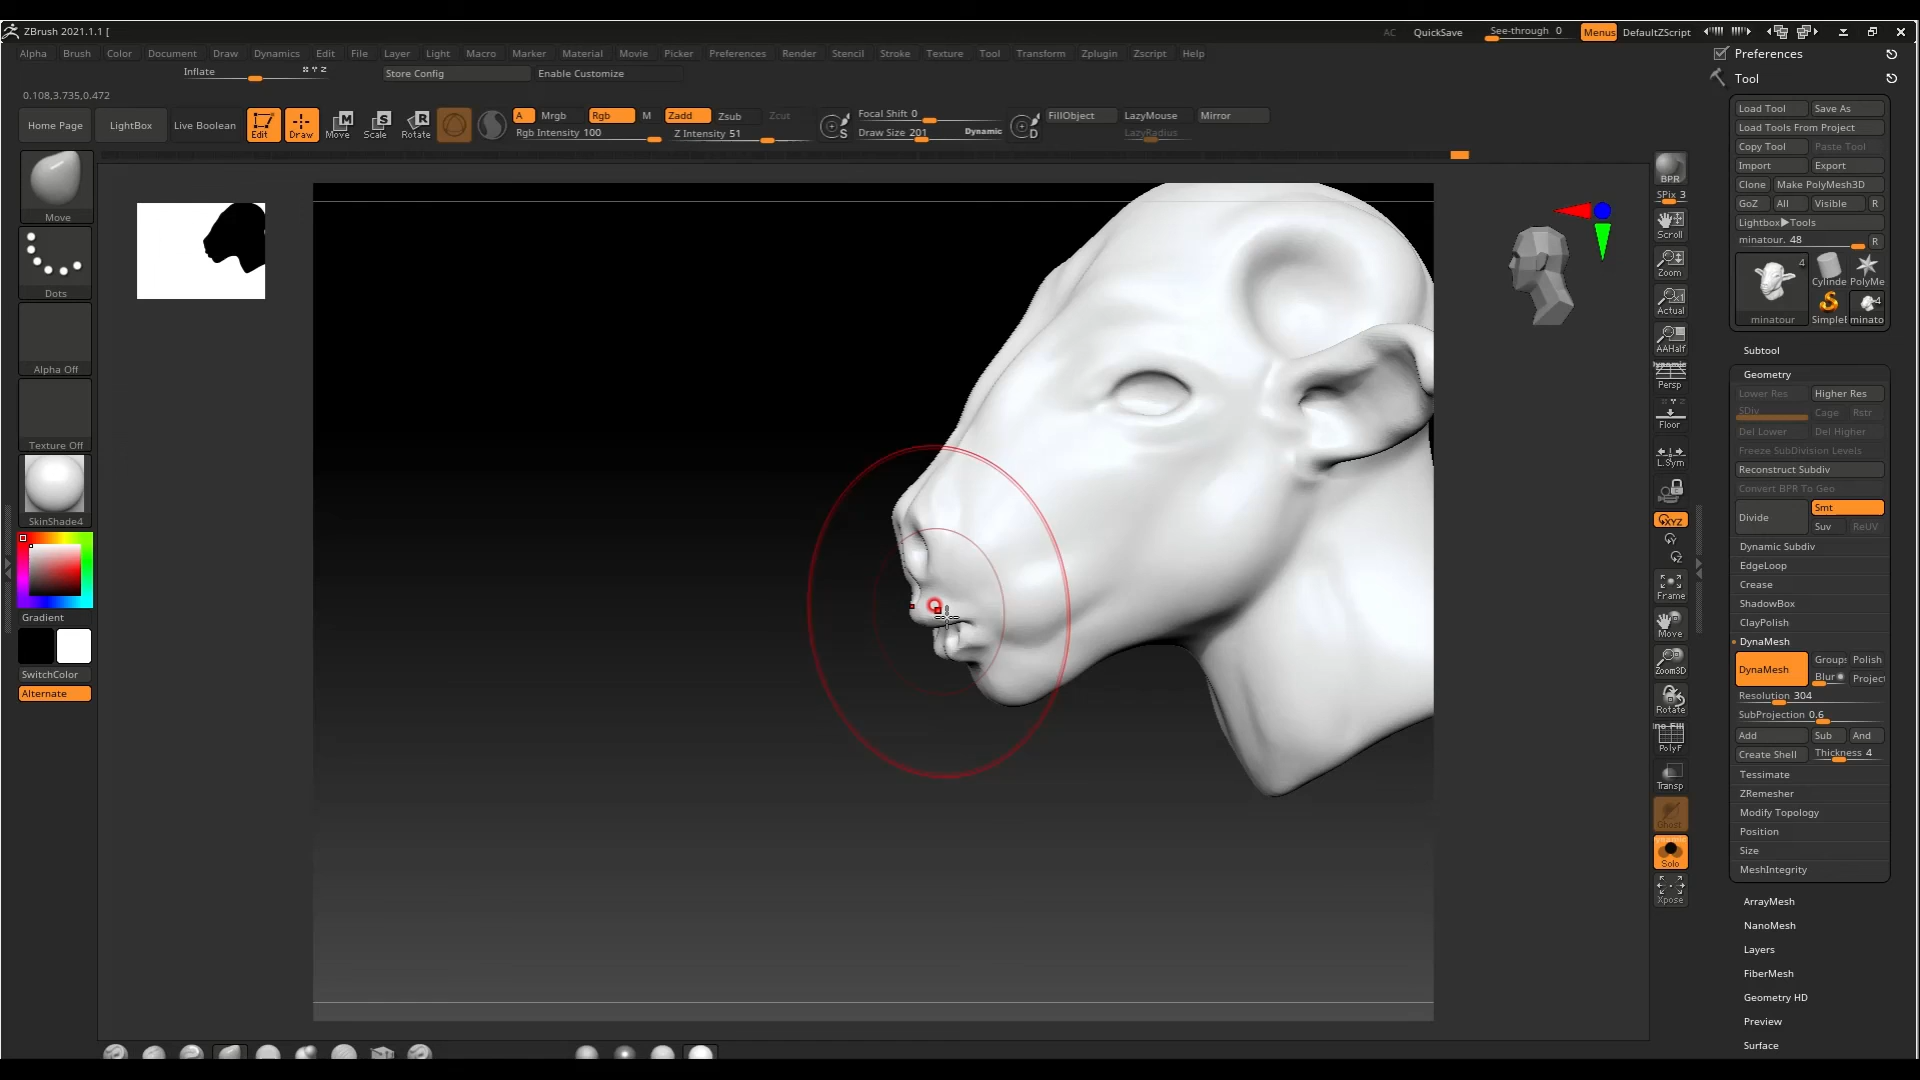 ZBrush 2021.1.1 [
AC QuickSave See-through 0 Menus DefaultZScript
Alpha Brush Color Document Draw Dynamics Edit File Layer Light Macro Marker Material Movie Movie Picker Preferences Render Stencil Stroke Texture Tool Transform Zplugin Zscript Help
Inflate X Y Z Store Config Enable Customize
0.108,3.735,0.472
Home Page LightBox Live Boolean Edit Draw Move Scale Rotate
A Mrgb Rgb M Zadd Zsub Zcut
Rgb Intensity 100 Z Intensity 51
Focal Shift 0
Draw Size 201 Dynamic
S D FillObject LazyMouse Mirror
LazyRadius
Move
Dots
Alpha Off
Texture Off
SkinShade4
Gradient
SwitchColor
Alternate
BPR
SPix 3
Scroll
Zoom
Actual
AAHalf
Dynamic
Persp
Floor
L.Sym
XYZ
Frame
Move
Zoom3D
Rotate
PolyF
Transp
Ghost
Solo
Xpose
Preferences
Tool
Load Tool Save As
Load Tools From Project
Copy Tool Paste Tool
Import Export
Clone Make PolyMesh3D
GoZ All Visible R
Lightbox▶Tools
minatour. 48 R
4 Cylinde PolyMe
4
minatour SimpleB minato
Subtool
Geometry
Lower Res Higher Res
SDiv Cage Rstr
Del Lower Del Higher
Freeze SubDivision Levels
Reconstruct Subdiv
Convert BPR To Geo
Divide Smt
Suv ReUV
Dynamic Subdiv
EdgeLoop
Crease
ShadowBox
ClayPolish
DynaMesh
DynaMesh Groups Polish
Blur Project
Resolution 304
SubProjection 0.6
Add Sub And
Create Shell Thickness 4
Tessimate
ZRemesher
Modify Topology
Position
Size
MeshIntegrity
ArrayMesh
NanoMesh
Layers
FiberMesh
Geometry HD
Preview
Surface